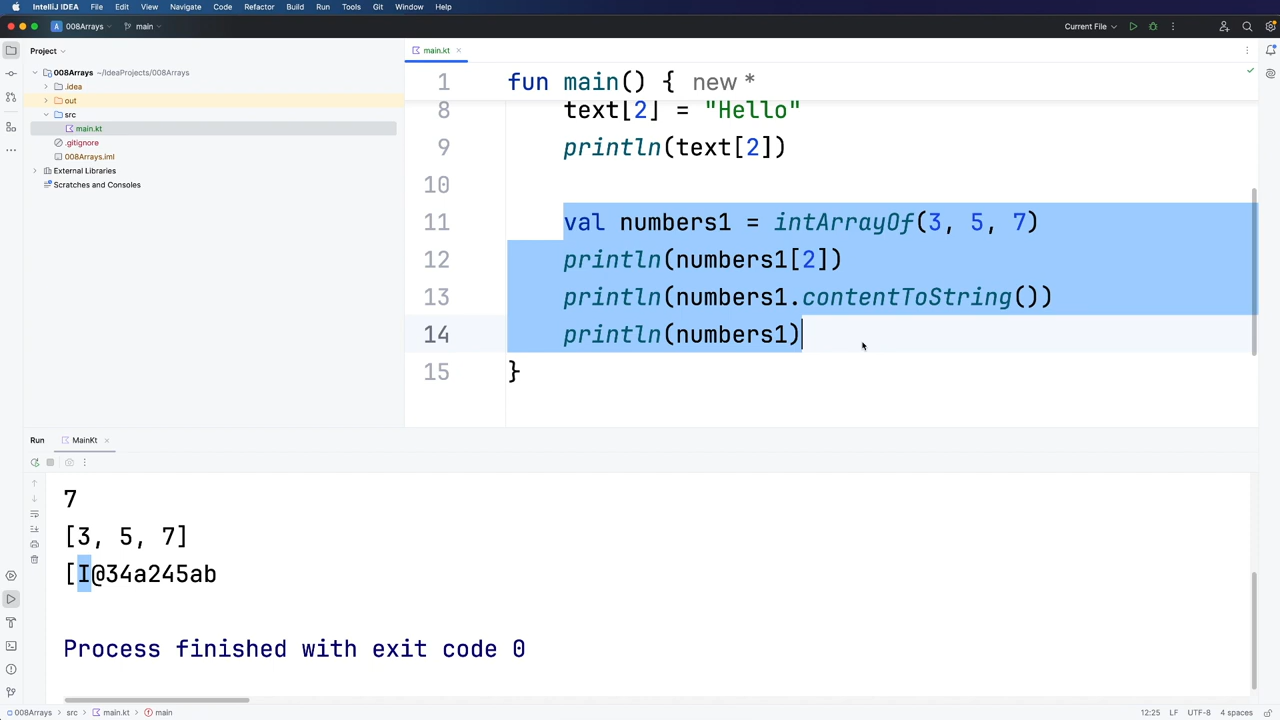 IntelliJ IDEA File Edit View Navigate Code Refactor Build Run Tools Git Window Help
A 008Arrays main Current File
Project
main.kt
008Arrays ~/IdeaProjects/008Arrays
.idea
out
src
main.kt
.gitignore
008Arrays.iml
External Libraries
Scratches and Consoles
1 fun main() { new *
8 text[2] = "Hello"
9 println(text[2])
10
11 val numbers1 = intArrayOf(3, 5, 7)
12 println(numbers1[2])
13 println(numbers1.contentToString())
14 println(numbers1)
15 }
Run MainKt
7
[3, 5, 7]
[I@34a245ab
Process finished with exit code 0
008Arrays > src > main.kt > main 12:25 LF UTF-8 4 spaces